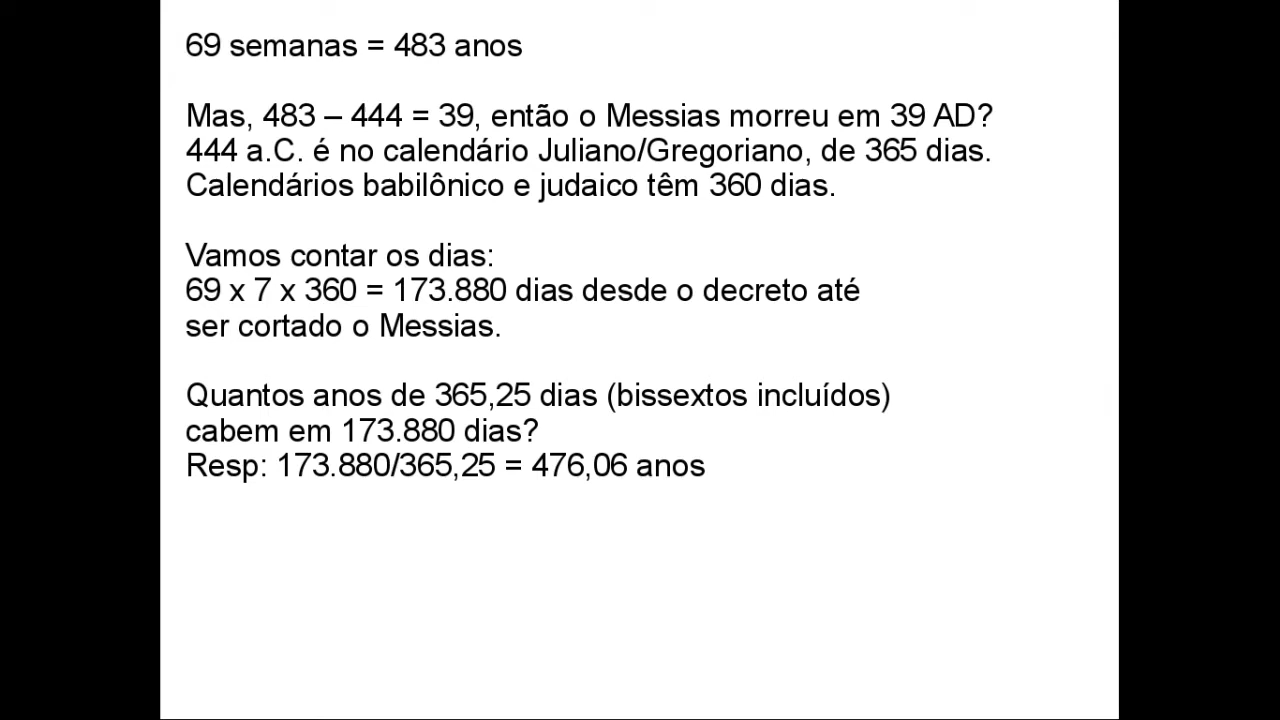 69 semanas = 483 anos
Mas, 483 – 444 = 39, então o Messias morreu em 39 AD?
444 a.C. é no calendário Juliano/Gregoriano, de 365 dias.
Calendários babilônico e judaico têm 360 dias.
Vamos contar os dias:
69 x 7 x 360 = 173.880 dias desde o decreto até
ser cortado o Messias.
Quantos anos de 365,25 dias (bissextos incluídos)
cabem em 173.880 dias?
Resp: 173.880/365,25 = 476,06 anos